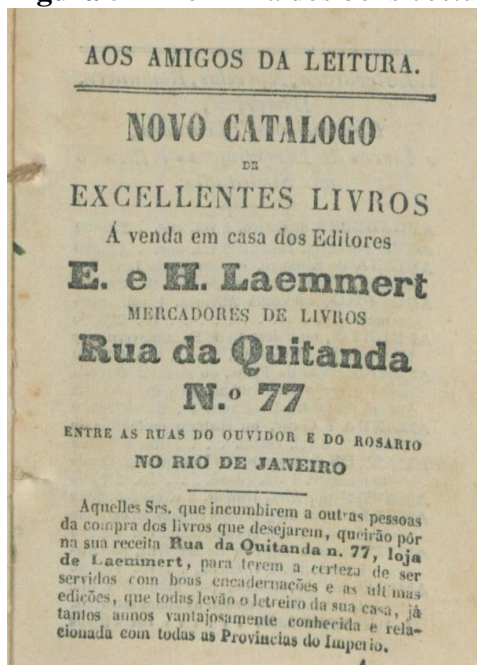 AOS AMIGOS DA LEITURA.
NOVO CATALOGO
DE
EXCELLENTES LIVROS
Á venda em casa dos Editores
E. e H. Laemmert
MERCADORES DE LIVROS
Rua da Quitanda
N.º 77
ENTRE AS RUAS DO OUVIDOR E DO ROSARIO
NO RIO DE JANEIRO
Aquelles Srs. que incumbirem a outras pessoas
da compra dos livros que desejarem, queirão pôr
na sua receita Rua da Quitanda n. 77, loja
de Laemmert, para terem a certeza de ser
servidos com boas encadernações e as ultimas
edições, que todas levão o letreiro da sua casa, já
tantos annos vantajosamente conhecida e rela-
cionada com todas as Provincias do Imperio.